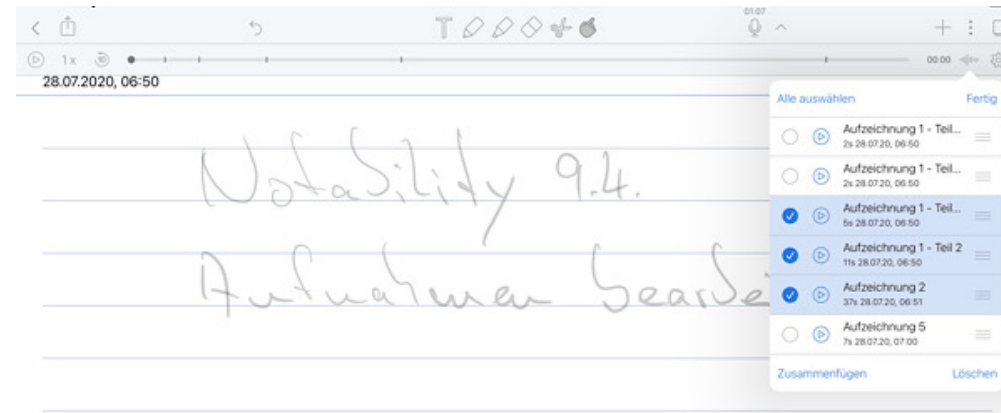 01:07
1x
00:00
28.07.2020, 06:50
Notability 9.4.
Aufnahmen bearbe
Alle auswählen
Fertig
Aufzeichnung 1 - Teil...
2s 28.07.20, 06:50
Aufzeichnung 1 - Teil...
2s 28.07.20, 06:50
Aufzeichnung 1 - Teil...
5s 28.07.20, 06:50
Aufzeichnung 1 - Teil 2
11s 28.07.20, 06:50
Aufzeichnung 2
37s 28.07.20, 06:51
Aufzeichnung 5
7s 28.07.20, 07:00
Zusammenfügen
Löschen